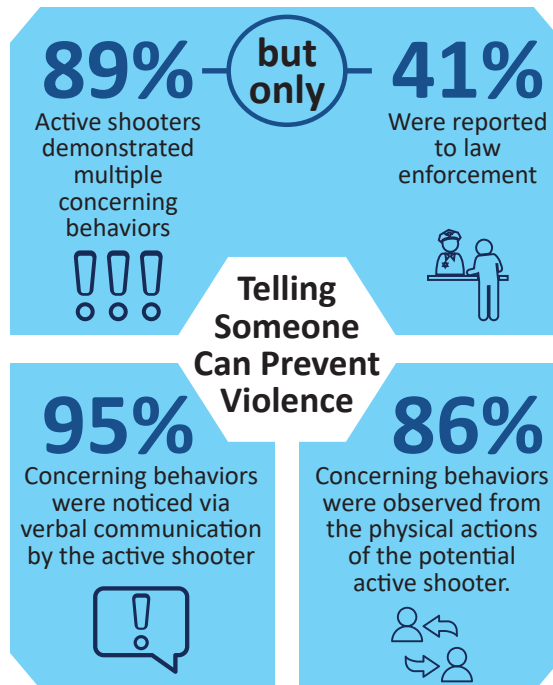 89%
Active shooters
demonstrated
multiple
concerning
behaviors
but
only
41%
Were reported
to law
enforcement
Telling
Someone
Can Prevent
Violence
95%
Concerning behaviors
were noticed via
verbal communication
by the active shooter
86%
Concerning behaviors
were observed from
the physical actions
of the potential
active shooter.